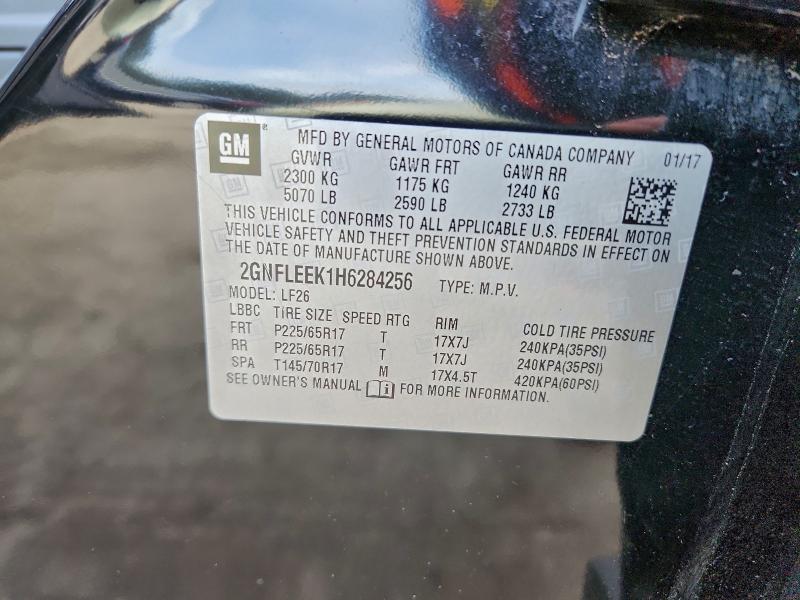 GM®
MFD BY GENERAL MOTORS OF CANADA COMPANY 01/17
GVWR GAWR FRT GAWR RR
2300 KG 1175 KG 1240 KG
5070 LB 2590 LB 2733 LB
THIS VEHICLE CONFORMS TO ALL APPLICABLE U.S. FEDERAL MOTOR
VEHICLE SAFETY AND THEFT PREVENTION STANDARDS IN EFFECT ON
THE DATE OF MANUFACTURE SHOWN ABOVE.
2GNFLEEK1H6284256 TYPE: M.P.V.
MODEL: LF26
LBBC TIRE SIZE SPEED RTG RIM COLD TIRE PRESSURE
FRT P225/65R17 T 17X7J 240KPA(35PSI)
RR P225/65R17 T 17X7J 240KPA(35PSI)
SPA T145/70R17 M 17X4.5T 420KPA(60PSI)
SEE OWNER'S MANUAL FOR MORE INFORMATION.